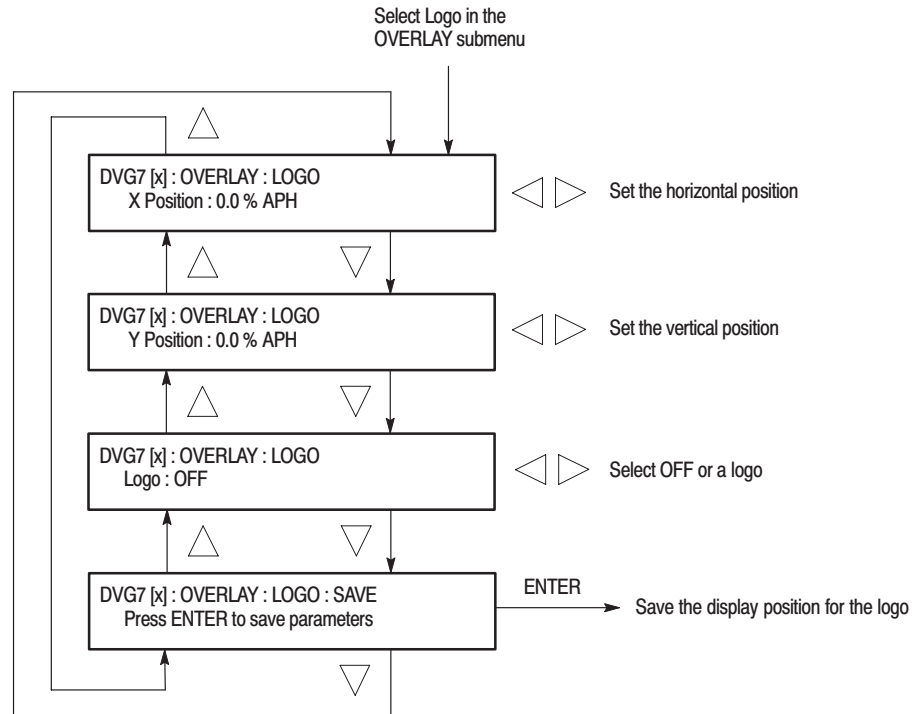 Select Logo in the
OVERLAY submenu
DVG7 [x] : OVERLAY : LOGO
X Position : 0.0 % APH
Set the horizontal position
DVG7 [x] : OVERLAY : LOGO
Y Position : 0.0 % APH
Set the vertical position
DVG7 [x] : OVERLAY : LOGO
Logo : OFF
Select OFF or a logo
DVG7 [x] : OVERLAY : LOGO : SAVE
Press ENTER to save parameters
ENTER
Save the display position for the logo